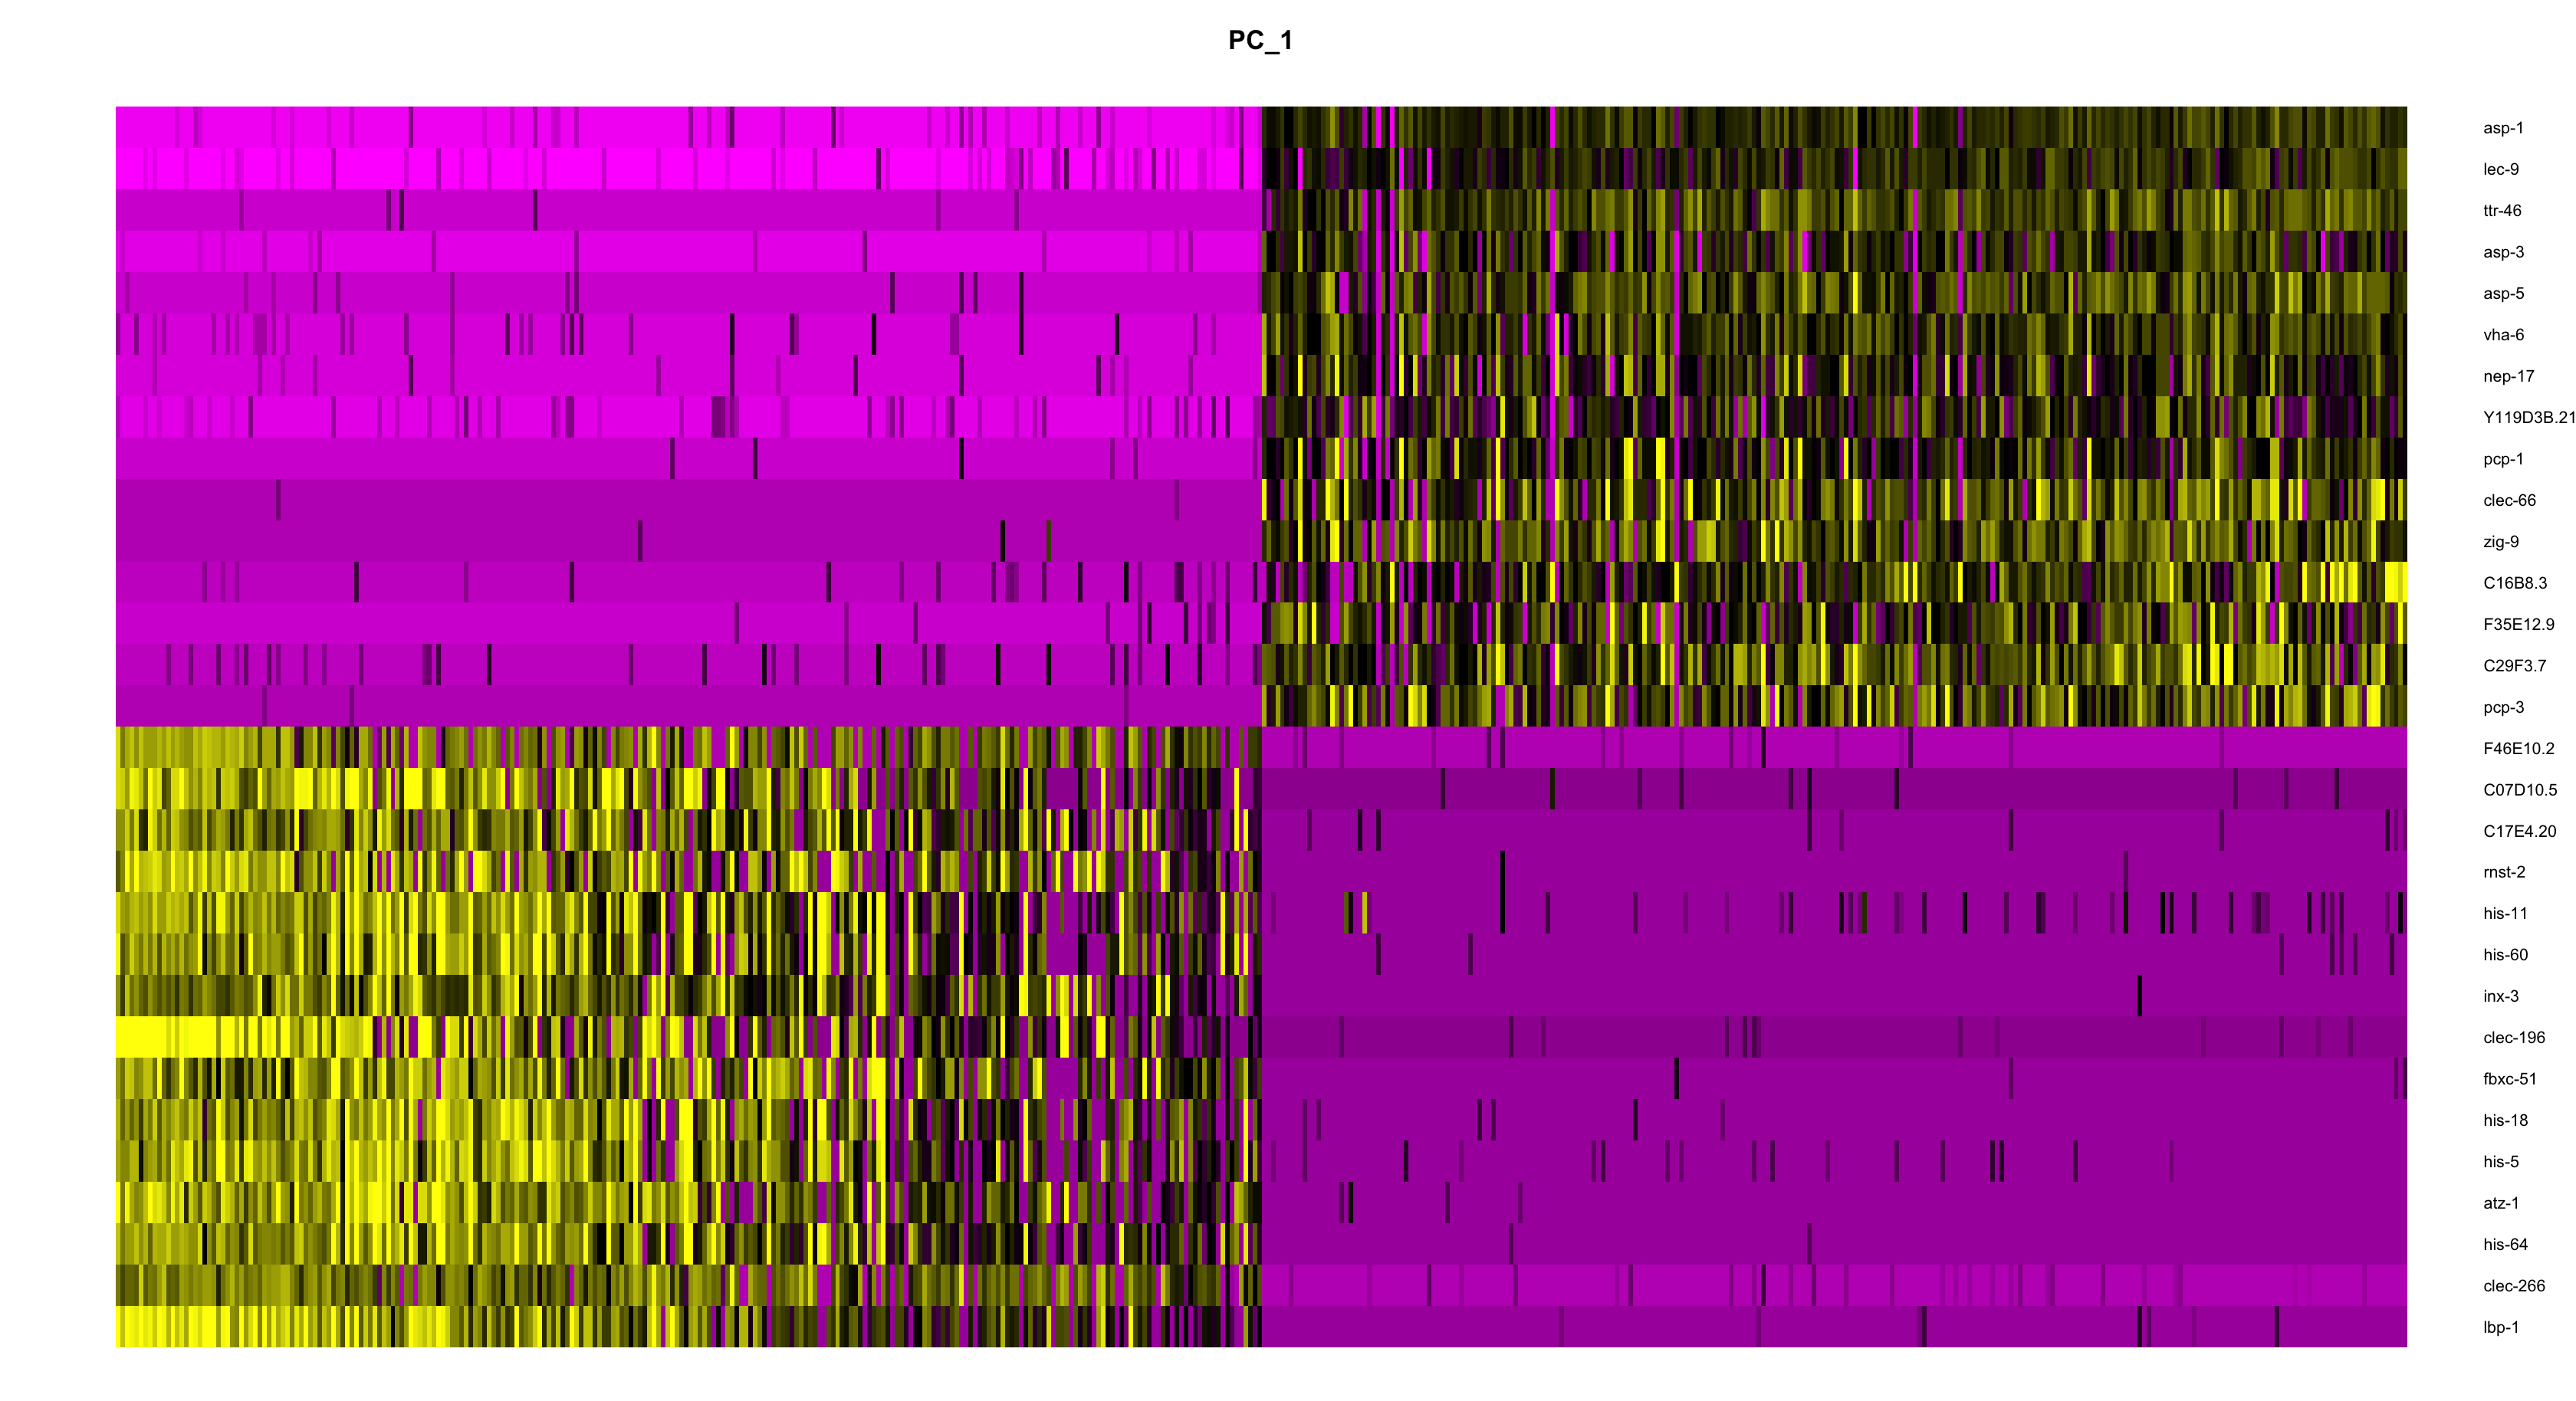 PC_1
asp-1
lec-9
ttr-46
asp-3
asp-5
vha-6
nep-17
Y119D3B.21
pcp-1
clec-66
zig-9
C16B8.3
F35E12.9
C29F3.7
pcp-3
F46E10.2
C07D10.5
C17E4.20
rnst-2
his-11
his-60
inx-3
clec-196
fbxc-51
his-18
his-5
atz-1
his-64
clec-266
lbp-1